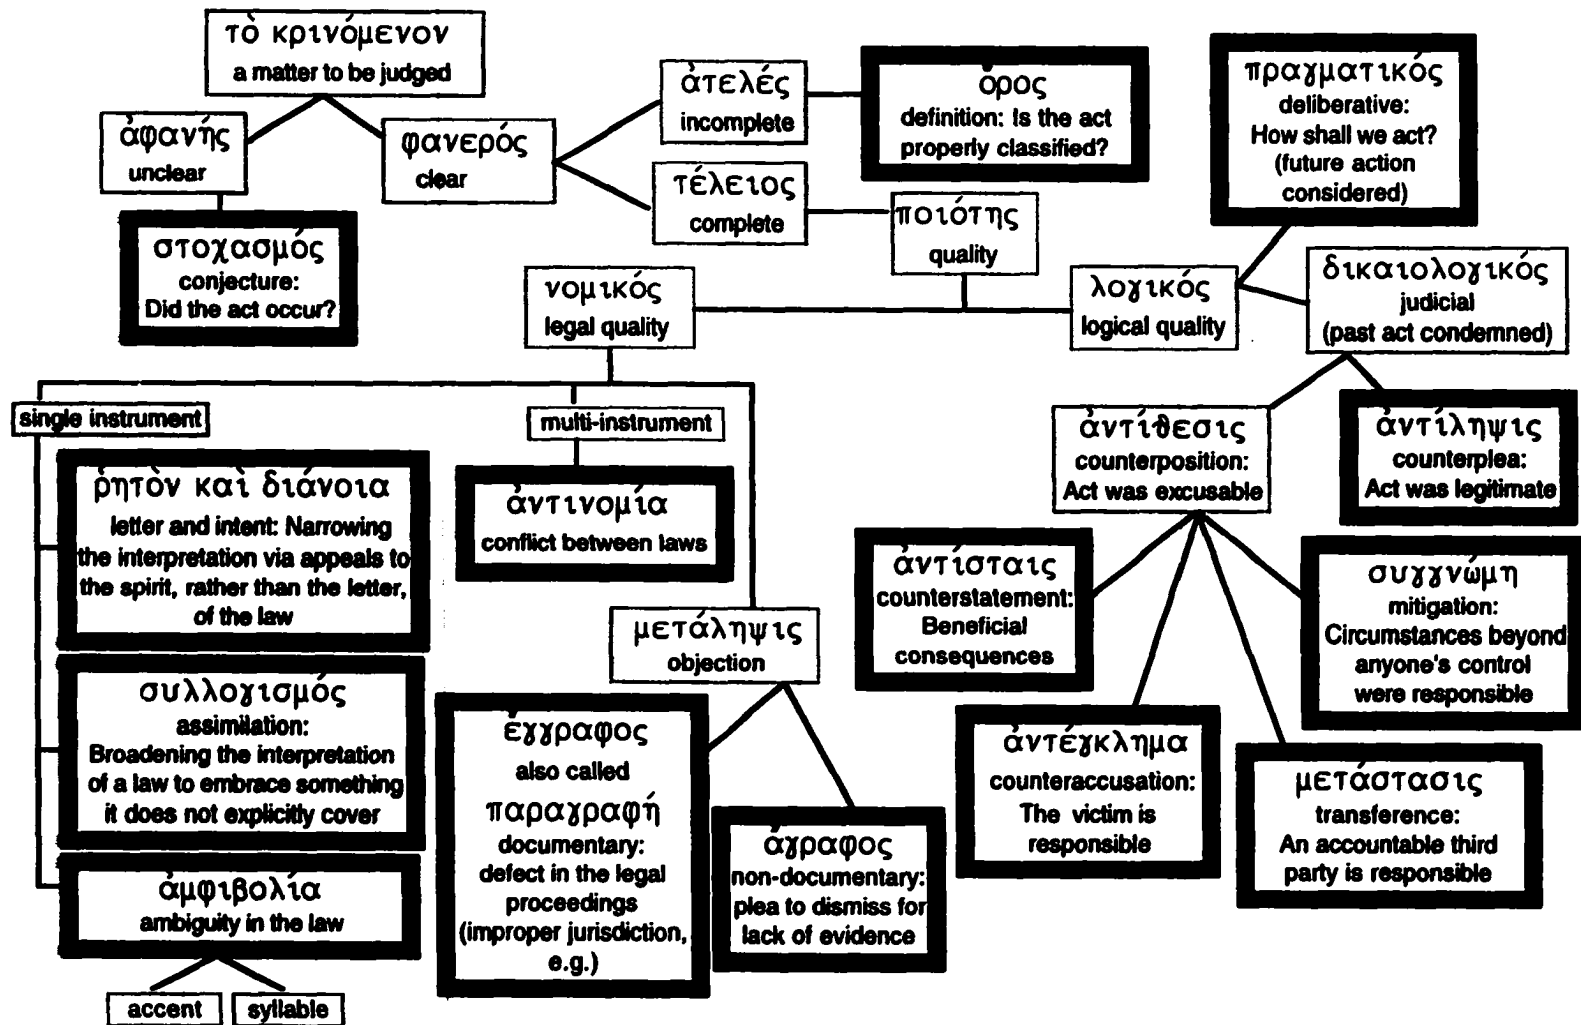 τὸ κρινόμενον
a matter to be judged
ἀφανής
unclear
φανερός
clear
ἀτελές
incomplete
τέλειος
complete
ὅρος
definition: Is the act
properly classified?
ποιότης
quality
πραγματικός
deliberative:
How shall we act?
(future action
considered)
στοχασμός
conjecture:
Did the act occur?
νομικός
legal quality
λογικός
logical quality
δικαιολογικός
judicial
(past act condemned)
single instrument
multi-instrument
ῥητὸν καὶ διάνοια
letter and intent: Narrowing
the interpretation via appeals to
the spirit, rather than the letter,
of the law
συλλογισμός
assimilation:
Broadening the interpretation
of a law to embrace something
it does not explicitly cover
ἀμφιβολία
ambiguity in the law
accent
syllable
ἀντινομία
conflict between laws
μετάληψις
objection
ἔγγραφος
also called
παραγραφή
documentary:
defect in the legal
proceedings
(improper jurisdiction,
e.g.)
ἄγραφος
non-documentary:
plea to dismiss for
lack of evidence
ἀντίθεσις
counterposition:
Act was excusable
ἀντίληψις
counterplea:
Act was legitimate
ἀντίσταις
counterstatement:
Beneficial
consequences
ἀντέγκλημα
counteraccusation:
The victim is
responsible
μετάστασις
transference:
An accountable third
party is responsible
συγγνώμη
mitigation:
Circumstances beyond
anyone's control
were responsible